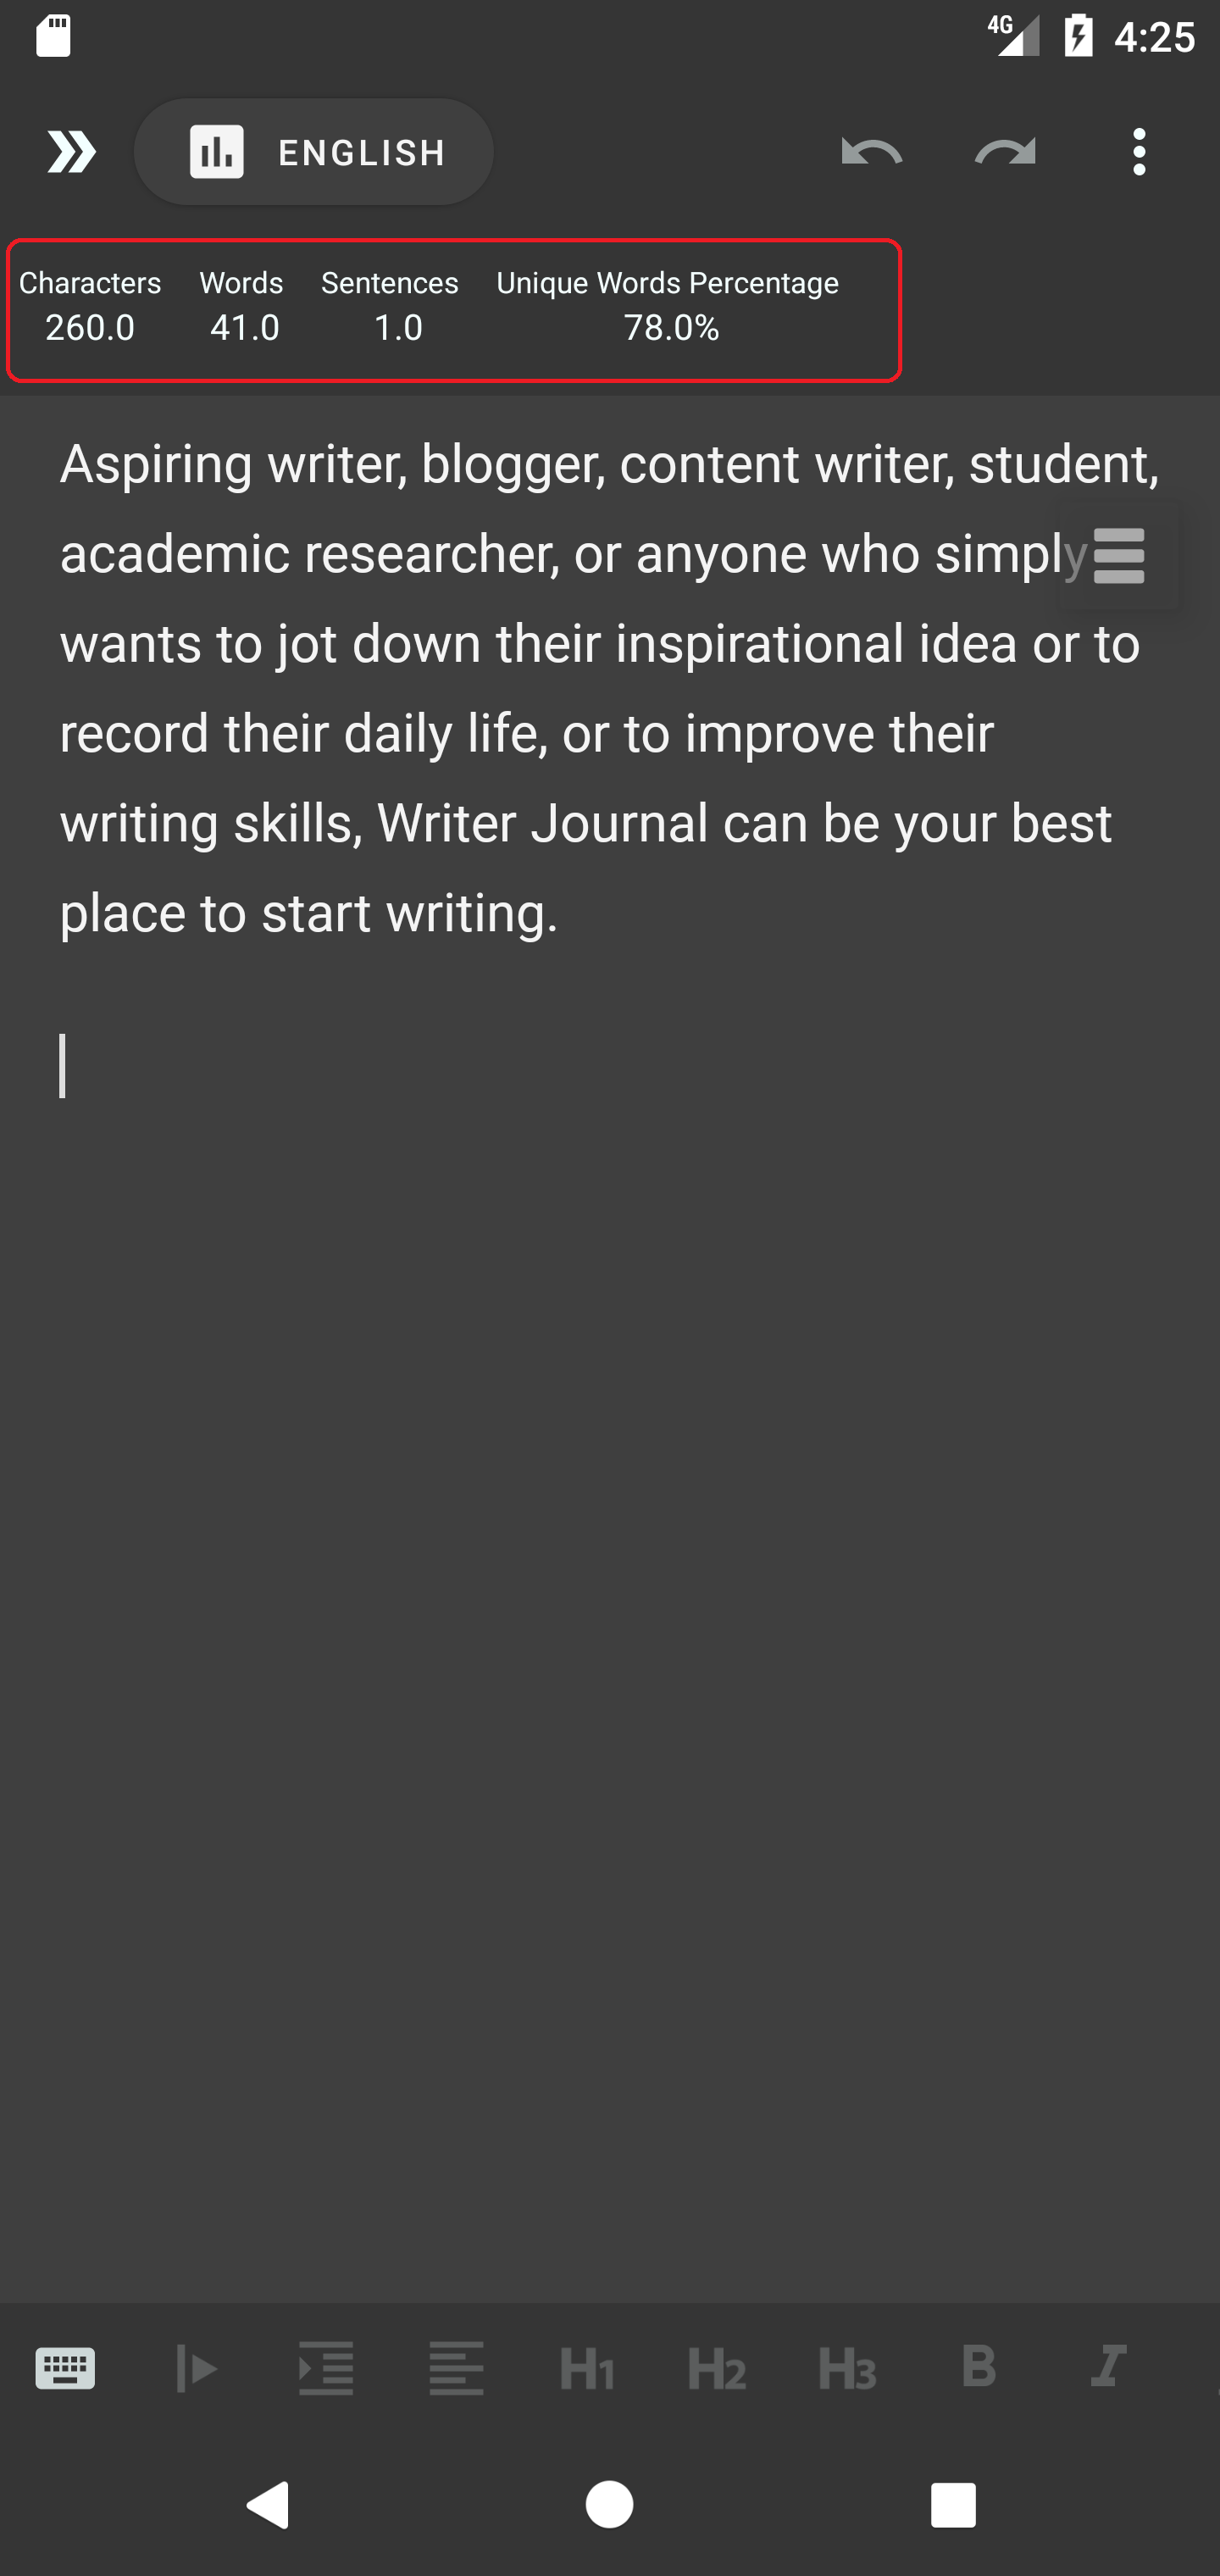 4G 4:25
ENGLISH
Characters Words Sentences Unique Words Percentage
260.0 41.0 1.0 78.0%
Aspiring writer, blogger, content writer, student,
academic researcher, or anyone who simply
wants to jot down their inspirational idea or to
record their daily life, or to improve their
writing skills, Writer Journal can be your best
place to start writing.
H1 H2 H3 B I